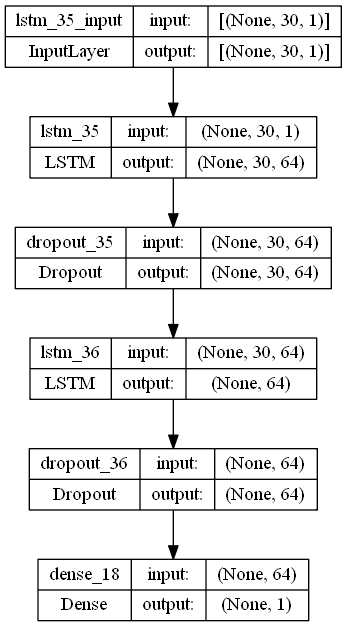 lstm_35_input input: [(None, 30, 1)]
InputLayer output: [(None, 30, 1)]
lstm_35 input: (None, 30, 1)
LSTM output: (None, 30, 64)
dropout_35 input: (None, 30, 64)
Dropout output: (None, 30, 64)
lstm_36 input: (None, 30, 64)
LSTM output: (None, 64)
dropout_36 input: (None, 64)
Dropout output: (None, 64)
dense_18 input: (None, 64)
Dense output: (None, 1)